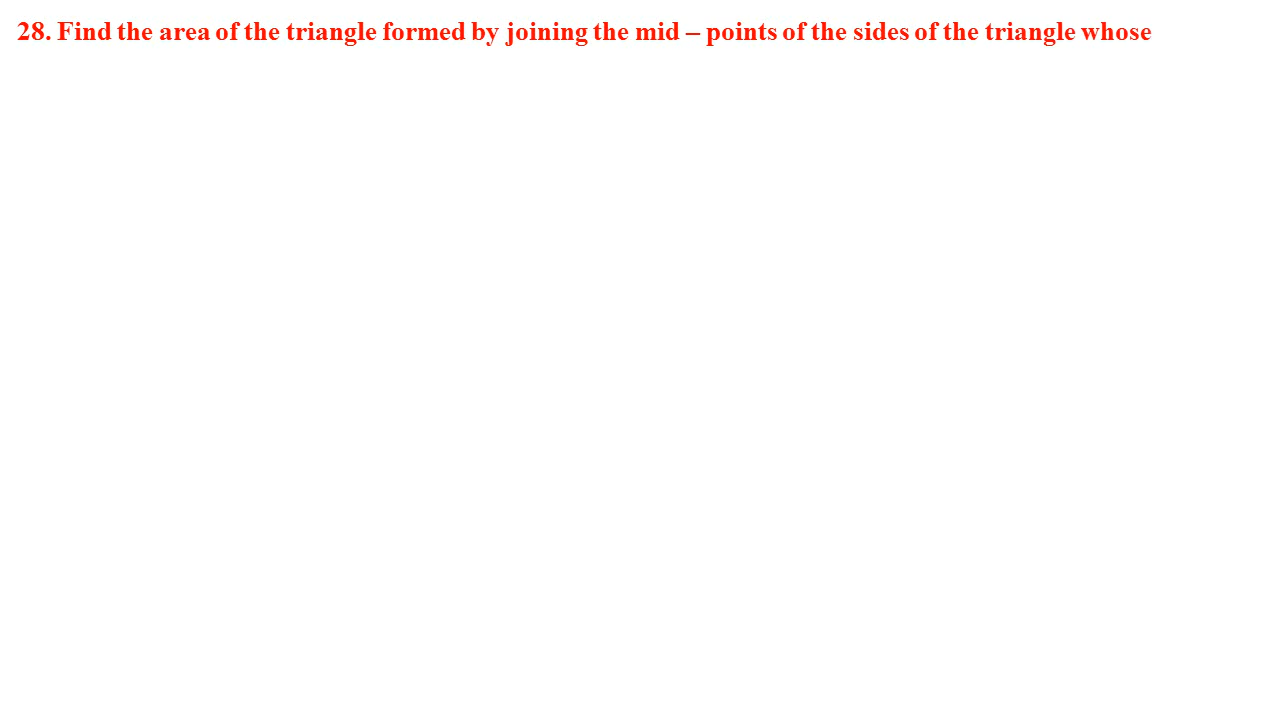 28. Find the area of the triangle formed by joining the mid – points of the sides of the triangle whose